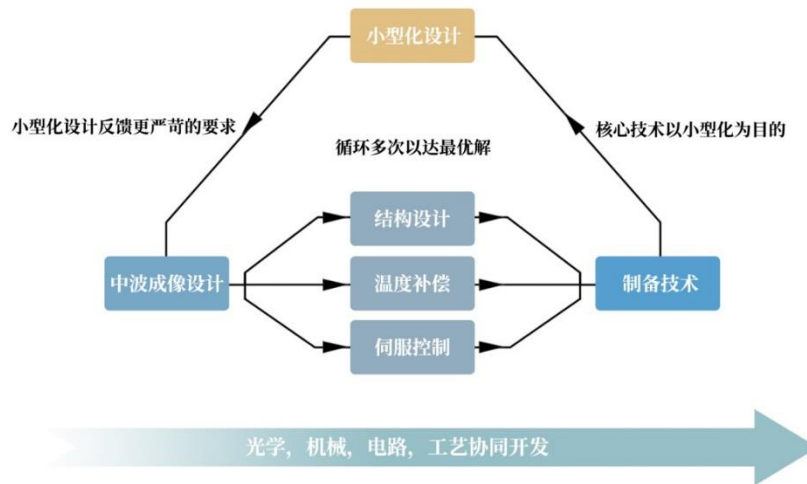 小型化设计
小型化设计反馈更严苛的要求
核心技术以小型化为目的
循环多次以达最优解
结构设计
中波成像设计
温度补偿
制备技术
伺服控制
光学，机械，电路，工艺协同开发